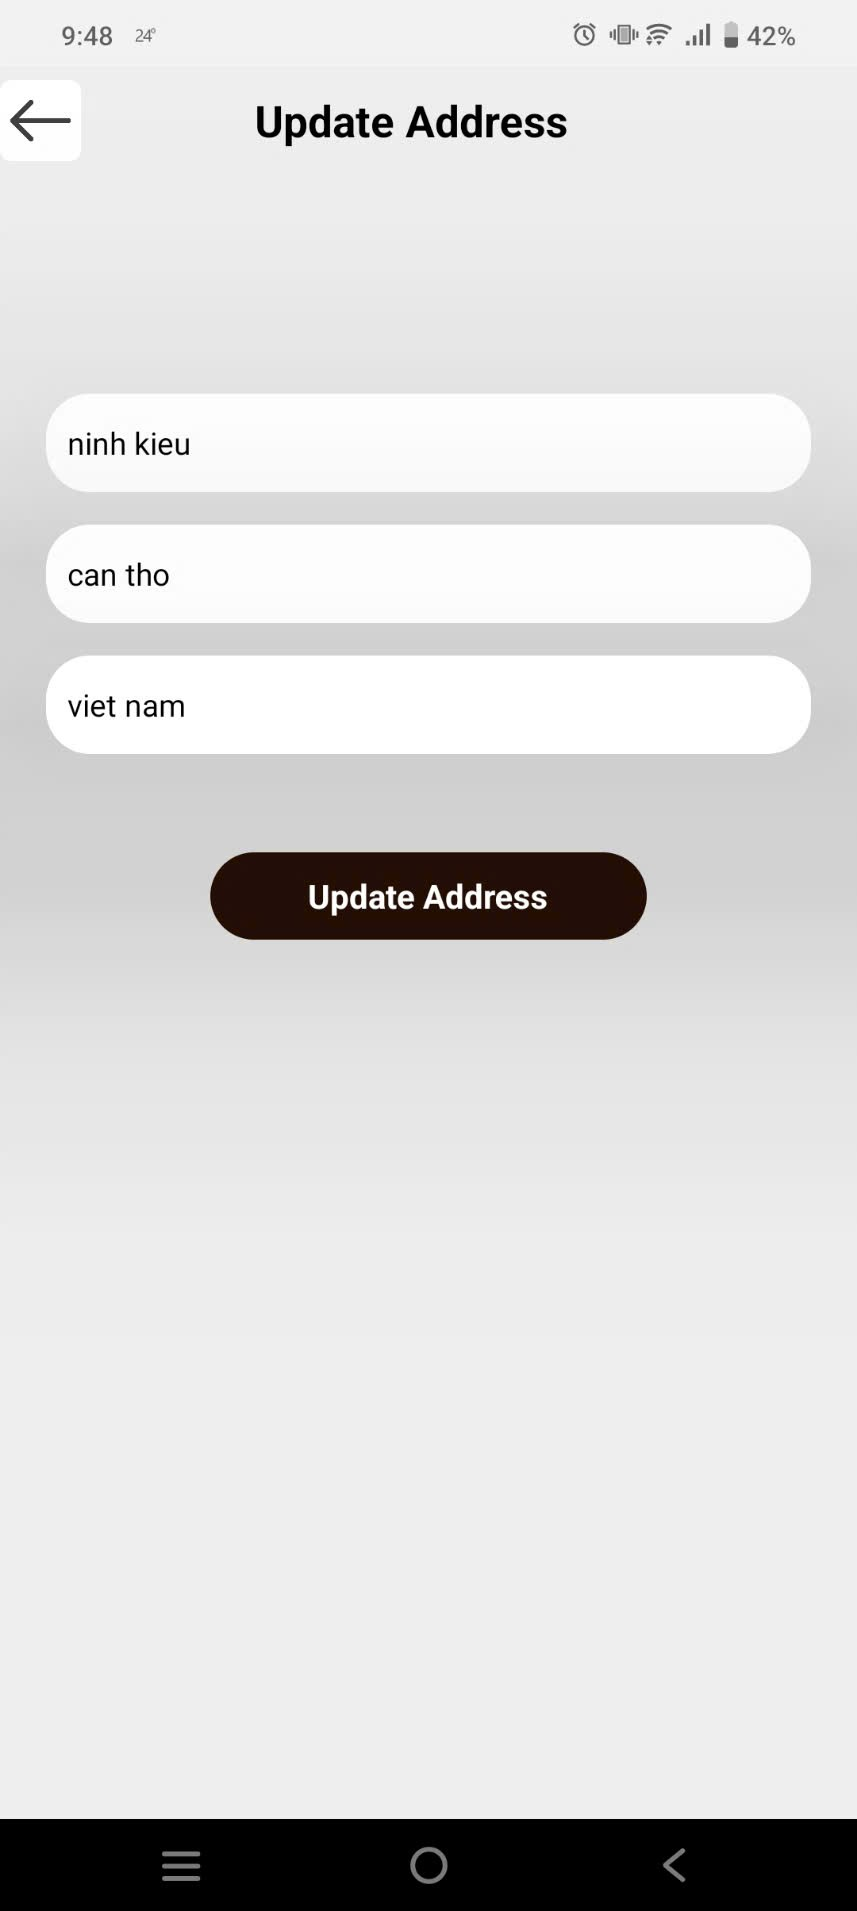 9:48 24° 42%
Update Address
ninh kieu
can tho
viet nam
Update Address